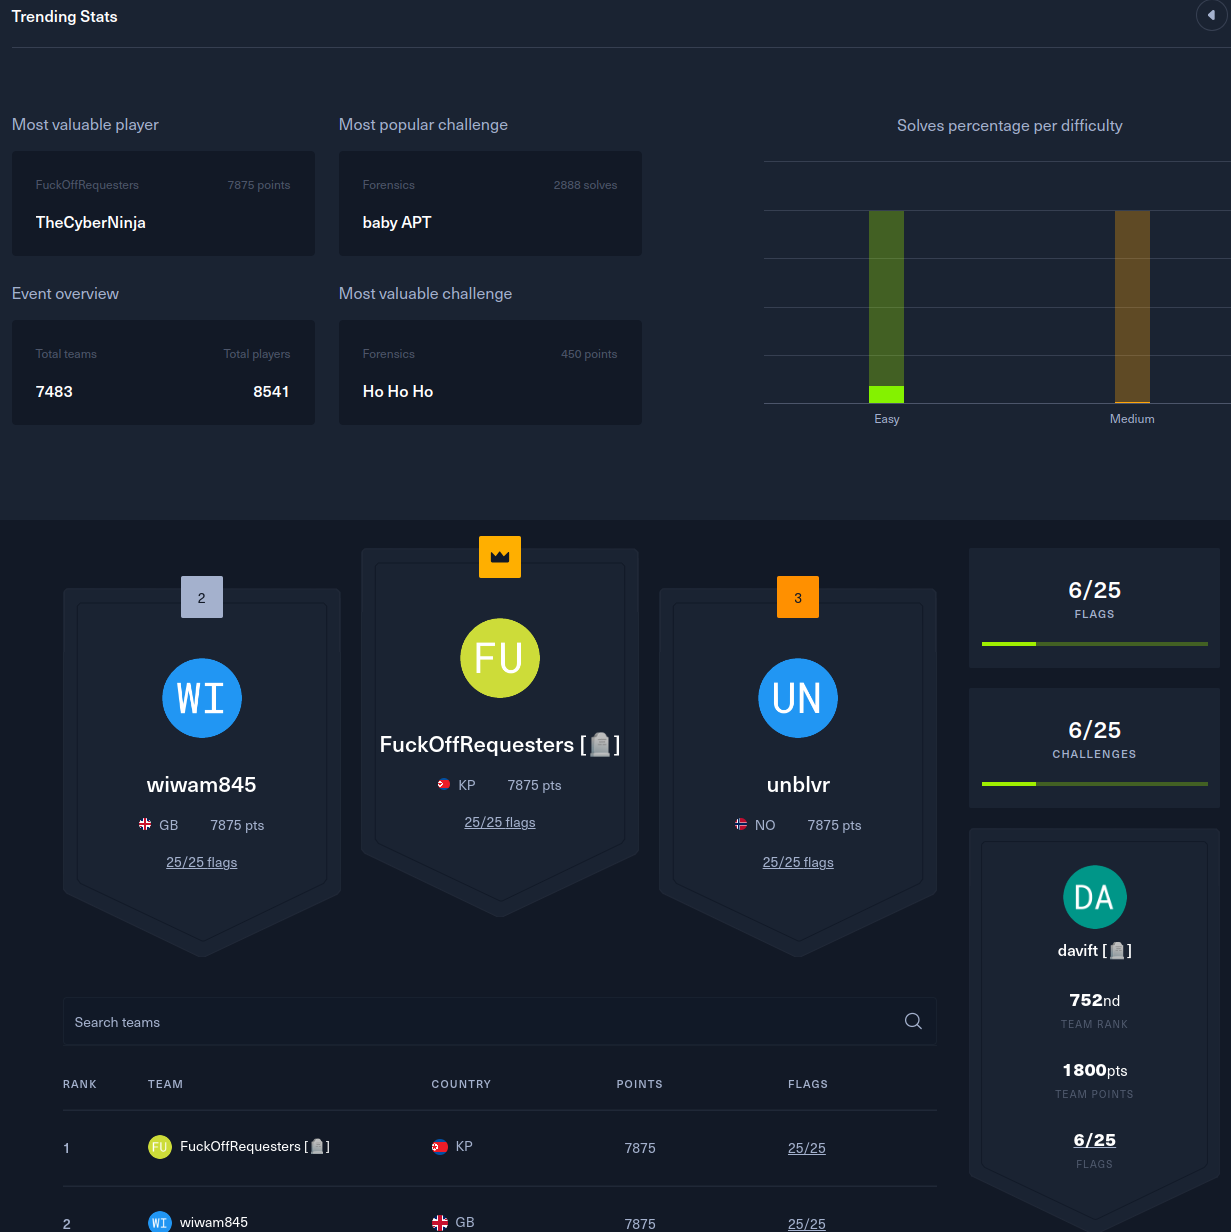 Trending Stats
Most valuable player
FuckOffRequesters 7875 points
TheCyberNinja
Most popular challenge
Forensics 2888 solves
baby APT
Event overview
Total teams Total players
7483 8541
Most valuable challenge
Forensics 450 points
Ho Ho Ho
Solves percentage per difficulty
Easy Medium
2
WI
wiwam845
GB 7875 pts
25/25 flags
FU
FuckOffRequesters [🪦]
KP 7875 pts
25/25 flags
3
UN
unblvr
NO 7875 pts
25/25 flags
6/25
FLAGS
6/25
CHALLENGES
DA
davift [🪦]
752nd
TEAM RANK
1800pts
TEAM POINTS
6/25
FLAGS
Search teams
RANK TEAM COUNTRY POINTS FLAGS
1 FU FuckOffRequesters [🪦] KP 7875 25/25
2 WI wiwam845 GB 7875 25/25